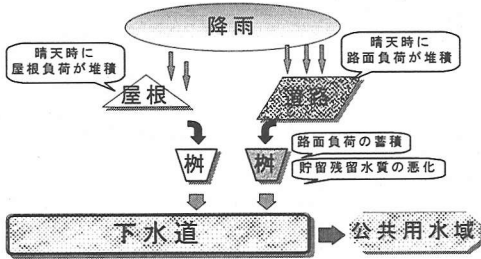 降雨
晴天時に
屋根負荷が堆積
晴天時に
路面負荷が堆積
屋根
道路
桝
桝
路面負荷の蓄積
貯留残留水質の悪化
下水道
公共用水域